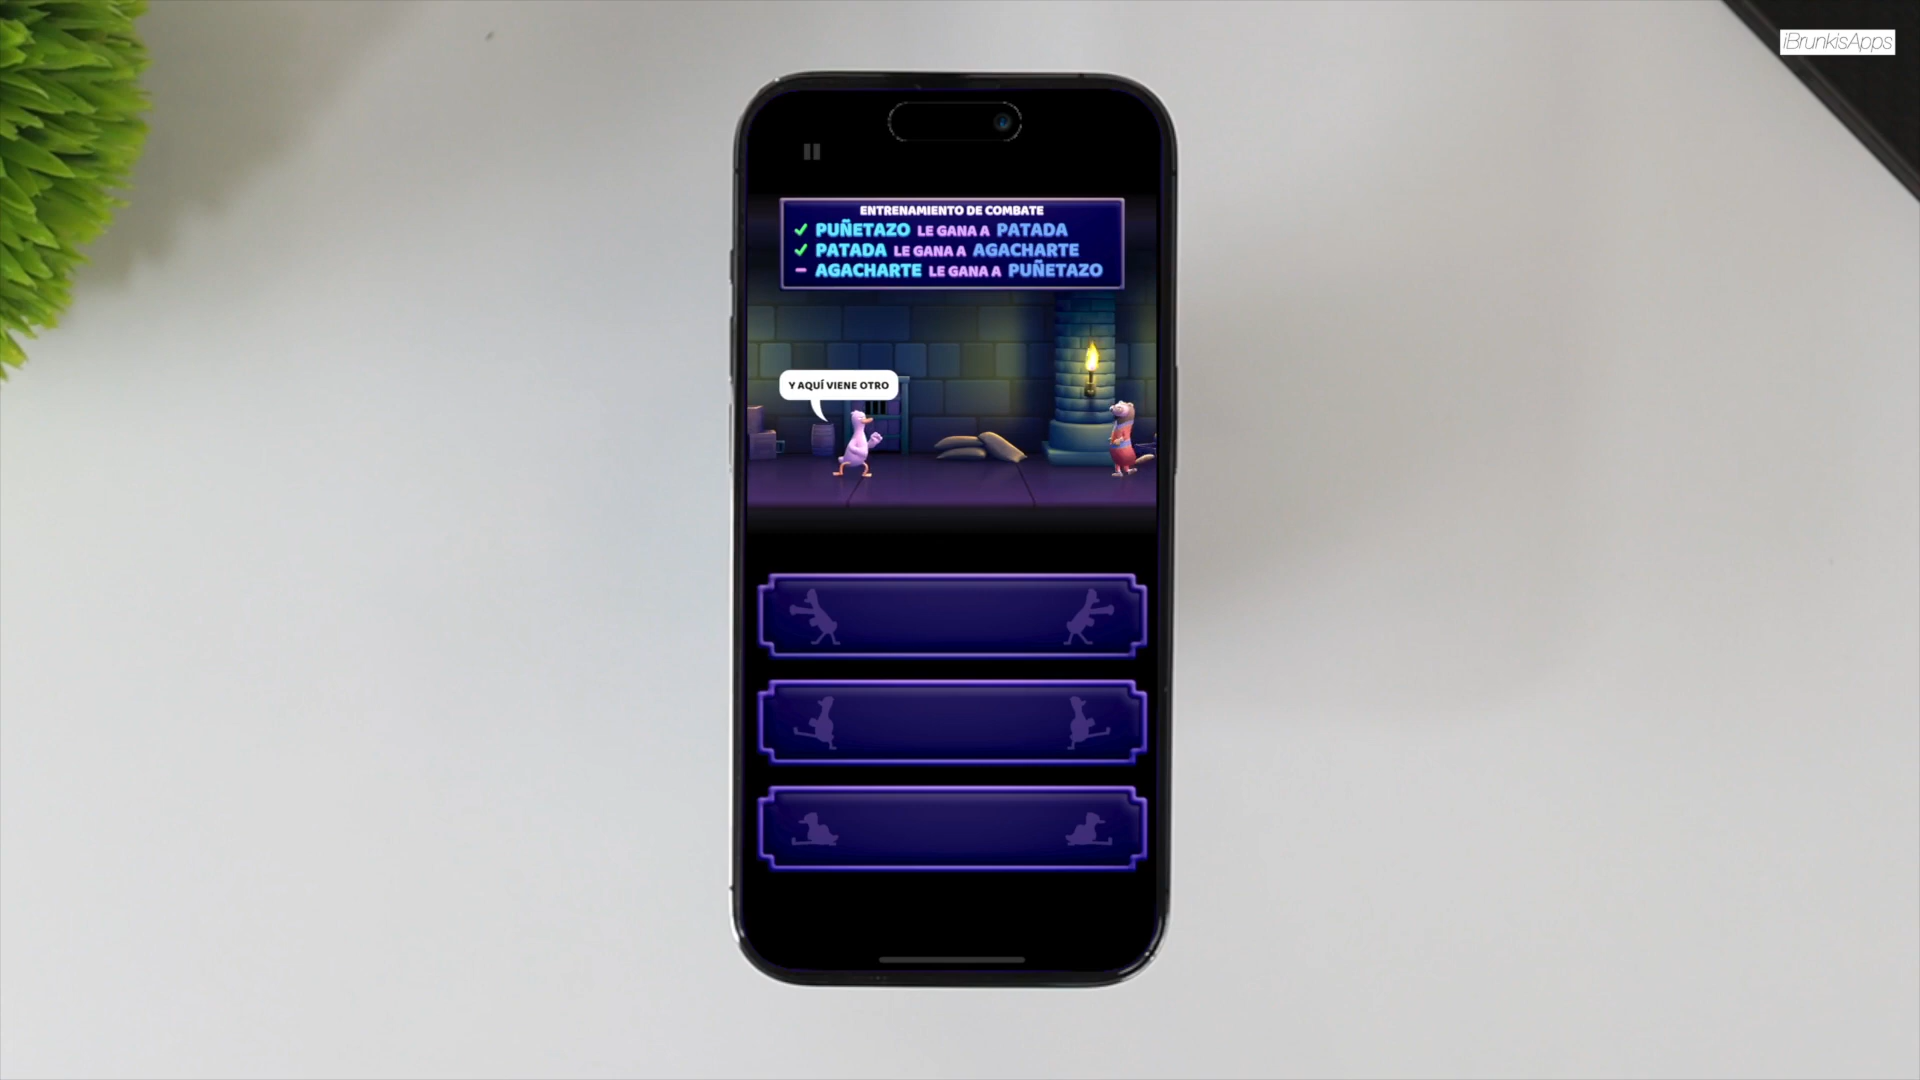 iBrunkisApps
ENTRENAMIENTO DE COMBATE
PUÑETAZO LE GANA A PATADA
PATADA LE GANA A AGACHARTE
AGACHARTE LE GANA A PUÑETAZO
Y AQUÍ VIENE OTRO